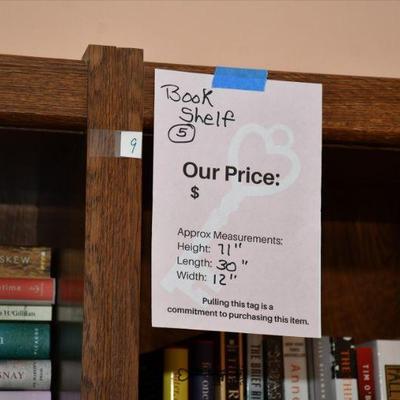 Book
Shelf
5
9
Our Price:
$
Approx Measurements:
Height: 71"
Length: 30"
Width: 12"
Pulling this tag is a
commitment to purchasing this item.
SKEW
THE